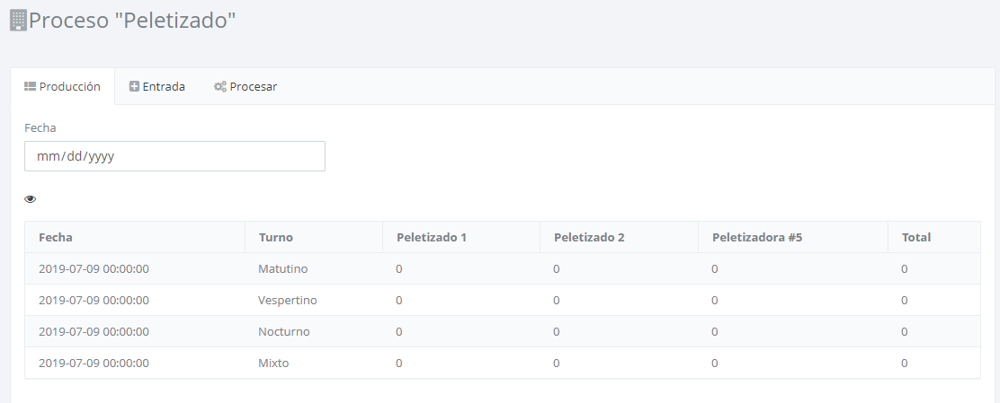 Proceso "Peletizado"
Producción Entrada Procesar
Fecha
mm/dd/yyyy
Fecha Turno Peletizado 1 Peletizado 2 Peletizadora #5 Total
2019-07-09 00:00:00 Matutino 0 0 0 0
2019-07-09 00:00:00 Vespertino 0 0 0 0
2019-07-09 00:00:00 Nocturno 0 0 0 0
2019-07-09 00:00:00 Mixto 0 0 0 0